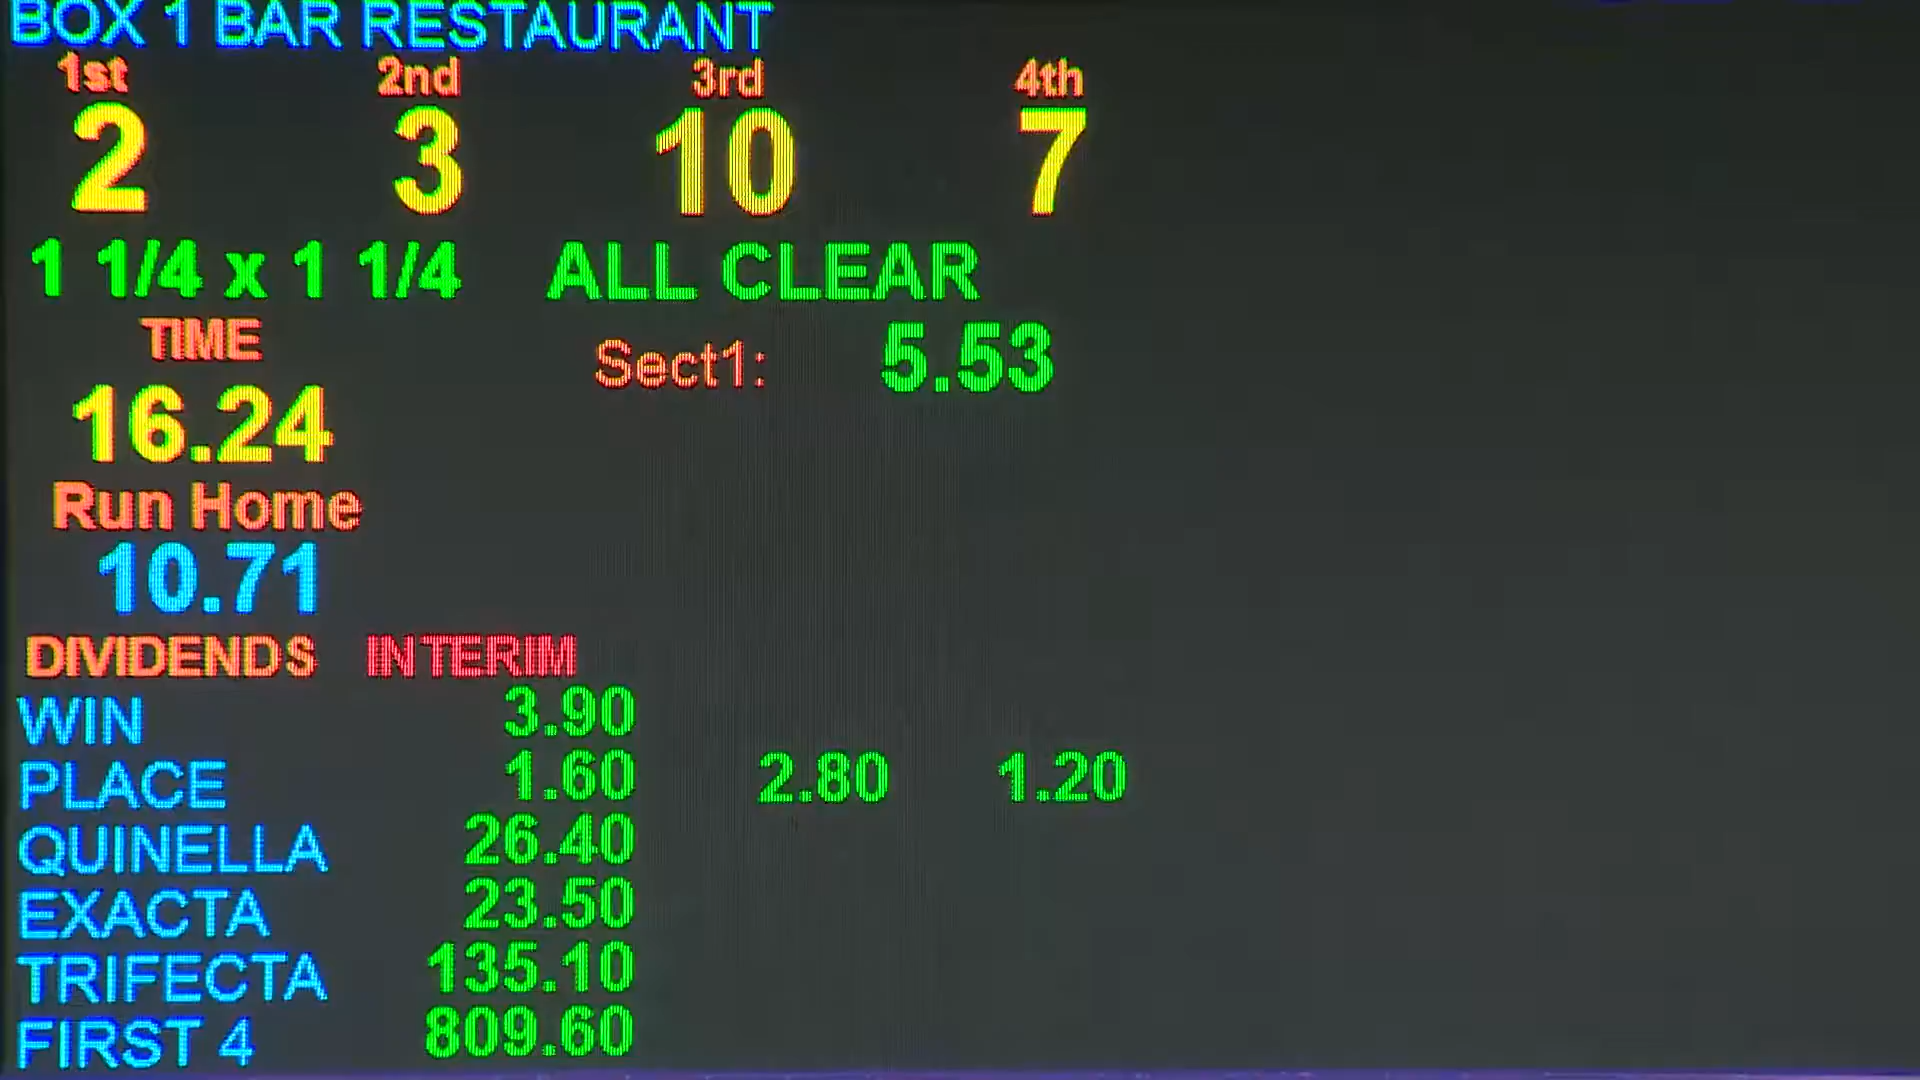 BOX 1 BAR RESTAURANT
1st 2nd 3rd 4th
2 3 10 7
1 1/4 x 1 1/4 ALL CLEAR
TIME Sect1: 5.53
16.24
Run Home
10.71
DIVIDENDS INTERIM
WIN 3.90
PLACE 1.60 2.80 1.20
QUINELLA 26.40
EXACTA 23.50
TRIFECTA 135.10
FIRST 4 809.60